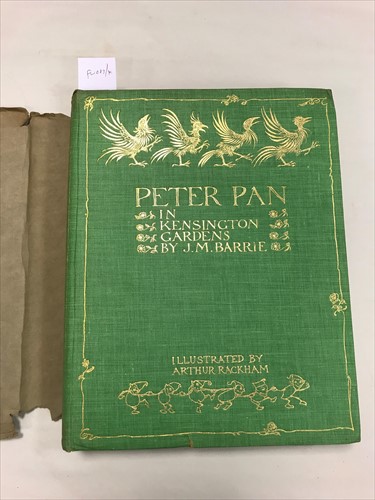 PETER PAN
IN
KENSINGTON
GARDENS
BY J.M. BARRIE
ILLUSTRATED BY
ARTHUR RACKHAM